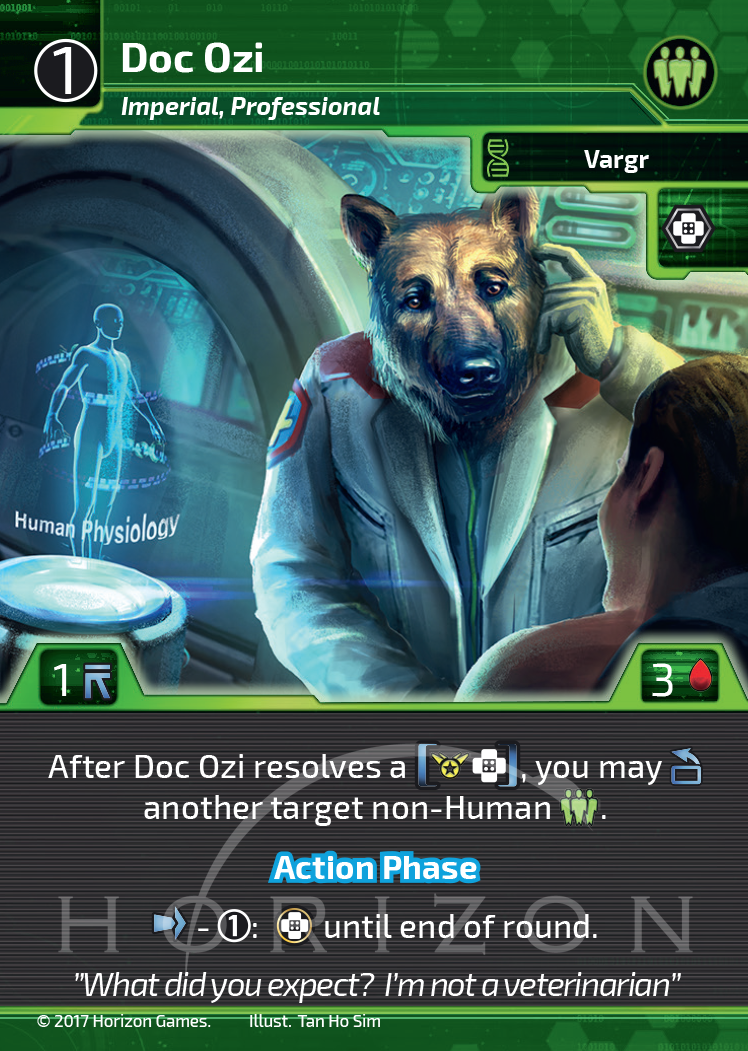 1
Doc Ozi
Imperial, Professional
Vargr
Human Physiology
1
3
After Doc Ozi resolves a [ ], you may
another target non-Human .
Action Phase
- 1: until end of round.
HORIZON
"What did you expect? I'm not a veterinarian"
© 2017 Horizon Games. Illust. Tan Ho Sim